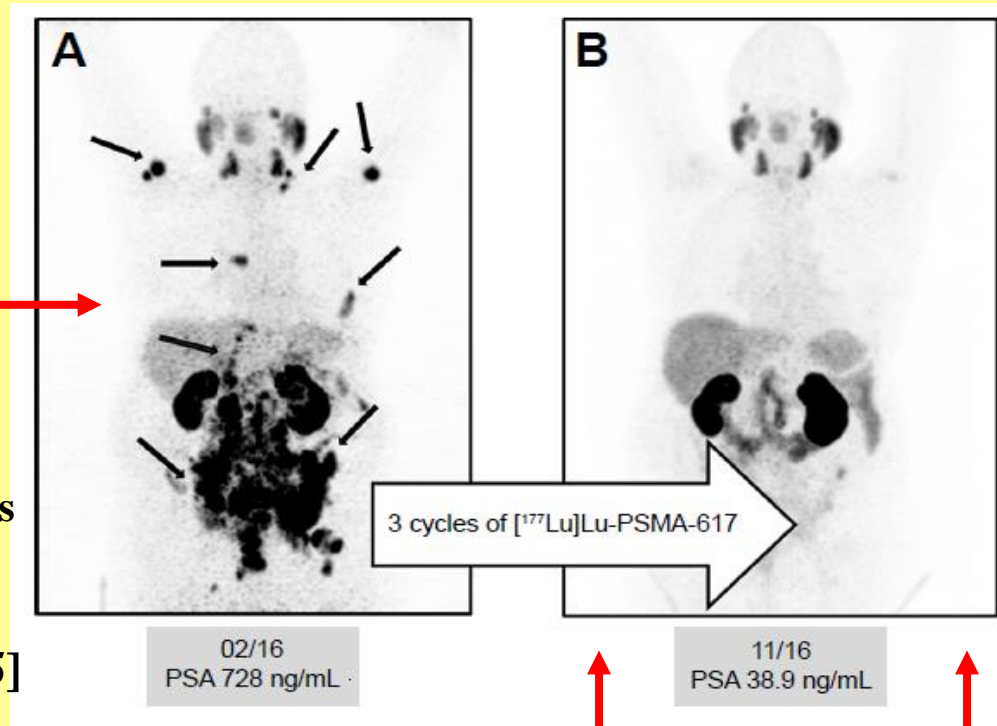 A
B
s
3 cycles of [¹⁷⁷Lu]Lu-PSMA-617
5]
02/16
PSA 728 ng/mL
11/16
PSA 38.9 ng/mL